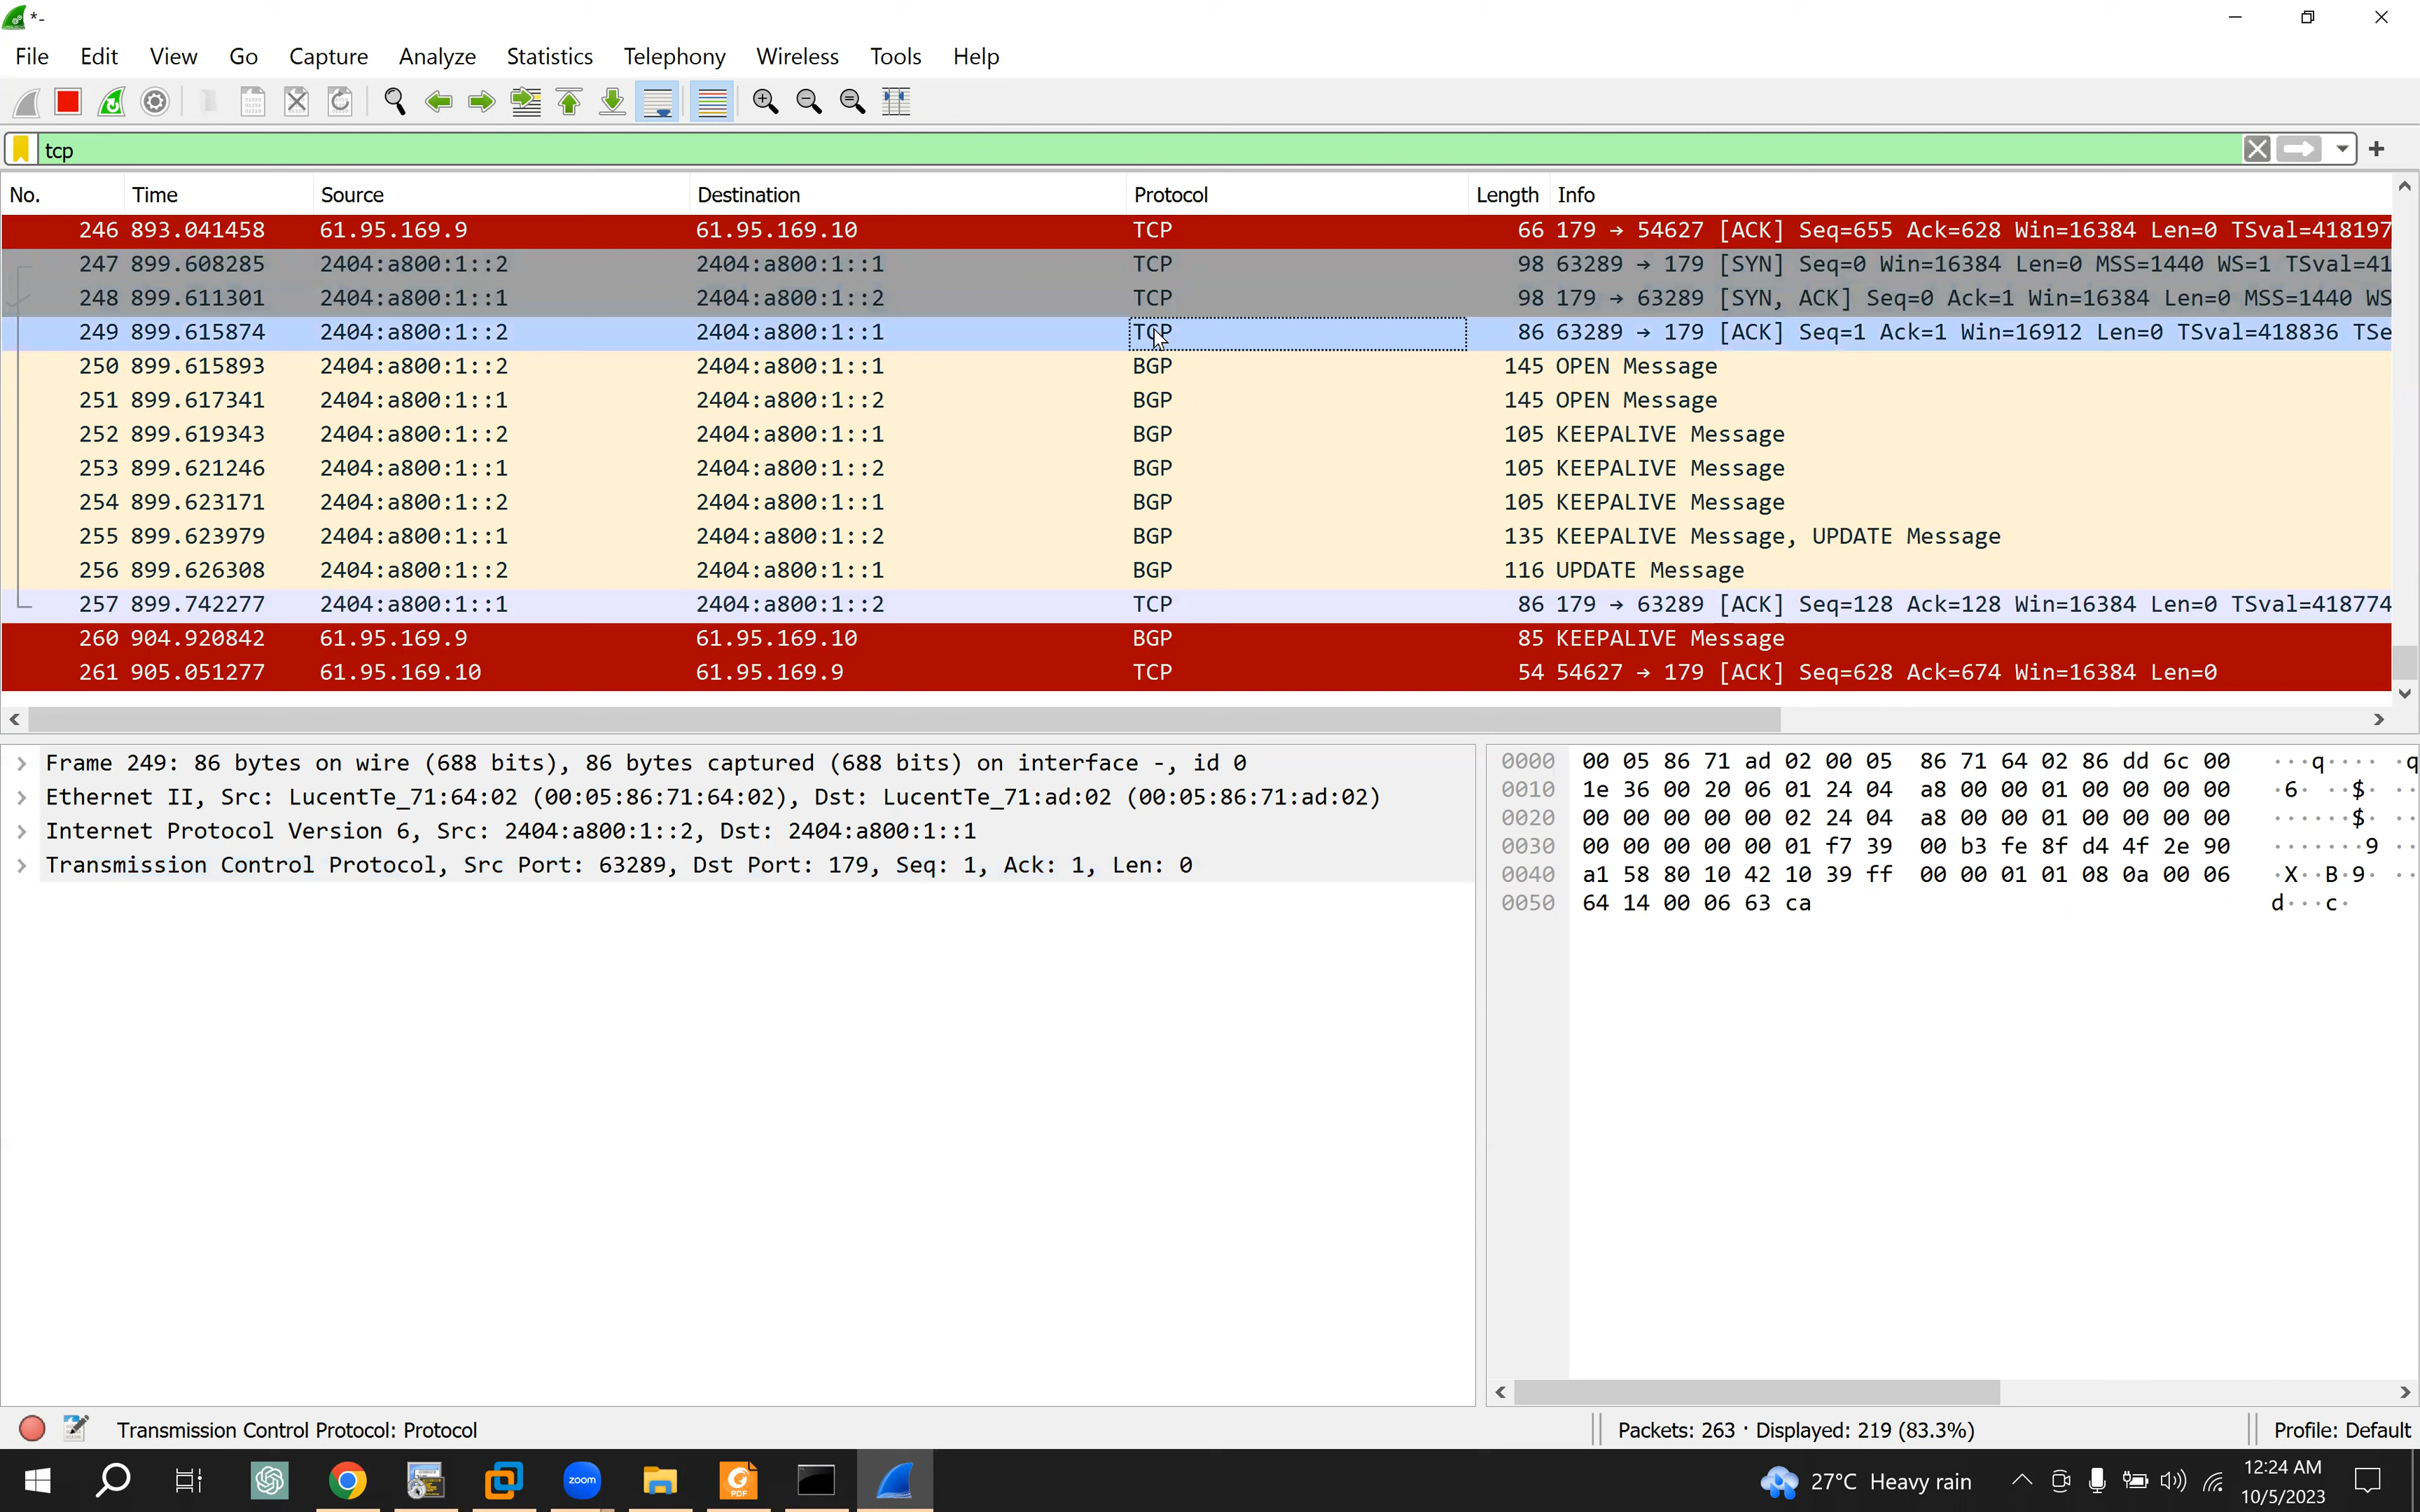 *-
File Edit View Go Capture Analyze Statistics Telephony Wireless Tools Help
tcp
No. Time Source Destination Protocol Length Info
246 893.041458 61.95.169.9 61.95.169.10 TCP 66 179 → 54627 [ACK] Seq=655 Ack=628 Win=16384 Len=0 TSval=418197
247 899.608285 2404:a800:1::2 2404:a800:1::1 TCP 98 63289 → 179 [SYN] Seq=0 Win=16384 Len=0 MSS=1440 WS=1 TSval=41
248 899.611301 2404:a800:1::1 2404:a800:1::2 TCP 98 179 → 63289 [SYN, ACK] Seq=0 Ack=1 Win=16384 Len=0 MSS=1440 WS
249 899.615874 2404:a800:1::2 2404:a800:1::1 TCP 86 63289 → 179 [ACK] Seq=1 Ack=1 Win=16912 Len=0 TSval=418836 TSe
250 899.615893 2404:a800:1::2 2404:a800:1::1 BGP 145 OPEN Message
251 899.617341 2404:a800:1::1 2404:a800:1::2 BGP 145 OPEN Message
252 899.619343 2404:a800:1::2 2404:a800:1::1 BGP 105 KEEPALIVE Message
253 899.621246 2404:a800:1::1 2404:a800:1::2 BGP 105 KEEPALIVE Message
254 899.623171 2404:a800:1::2 2404:a800:1::1 BGP 105 KEEPALIVE Message
255 899.623979 2404:a800:1::1 2404:a800:1::2 BGP 135 KEEPALIVE Message, UPDATE Message
256 899.626308 2404:a800:1::2 2404:a800:1::1 BGP 116 UPDATE Message
257 899.742277 2404:a800:1::1 2404:a800:1::2 TCP 86 179 → 63289 [ACK] Seq=128 Ack=128 Win=16384 Len=0 TSval=418774
260 904.920842 61.95.169.9 61.95.169.10 BGP 85 KEEPALIVE Message
261 905.051277 61.95.169.10 61.95.169.9 TCP 54 54627 → 179 [ACK] Seq=628 Ack=674 Win=16384 Len=0
Frame 249: 86 bytes on wire (688 bits), 86 bytes captured (688 bits) on interface -, id 0
Ethernet II, Src: LucentTe_71:64:02 (00:05:86:71:64:02), Dst: LucentTe_71:ad:02 (00:05:86:71:ad:02)
Internet Protocol Version 6, Src: 2404:a800:1::2, Dst: 2404:a800:1::1
Transmission Control Protocol, Src Port: 63289, Dst Port: 179, Seq: 1, Ack: 1, Len: 0
0000 00 05 86 71 ad 02 00 05 86 71 64 02 86 dd 6c 00 ···q···· ·q
0010 1e 36 00 20 06 01 24 04 a8 00 00 01 00 00 00 00 ·6· ··$· ··
0020 00 00 00 00 00 02 24 04 a8 00 00 01 00 00 00 00 ······$· ··
0030 00 00 00 00 00 01 f7 39 00 b3 fe 8f d4 4f 2e 90 ·······9 ··
0040 a1 58 80 10 42 10 39 ff 00 00 01 01 08 0a 00 06 ·X··B·9· ··
0050 64 14 00 06 63 ca d···c·
Transmission Control Protocol: Protocol
Packets: 263 · Displayed: 219 (83.3%)
Profile: Default
zoom
PDF
27°C Heavy rain
12:24 AM
10/5/2023